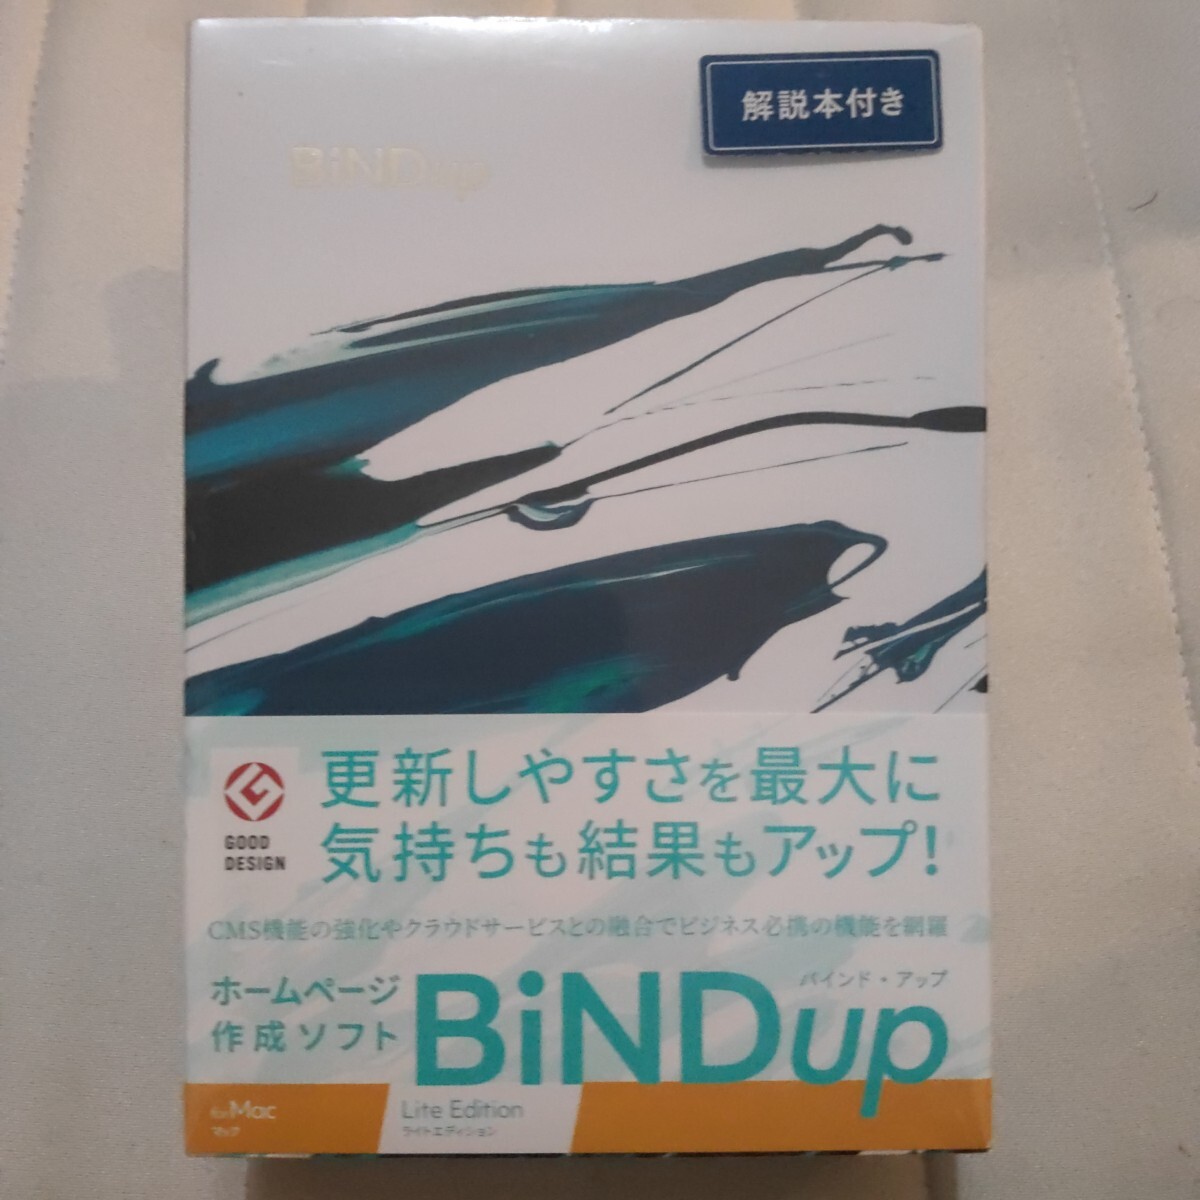 解説本付き
BiNDup
更新しやすさを最大に
気持ちも結果もアップ!
GOOD
DESIGN
CMS機能の強化やクラウドサービスとの融合でビジネス必携の機能を網羅
ホームページ
作成ソフト
バインド・アップ
BiNDup
for Mac
マック
Lite Edition
ライトエディション